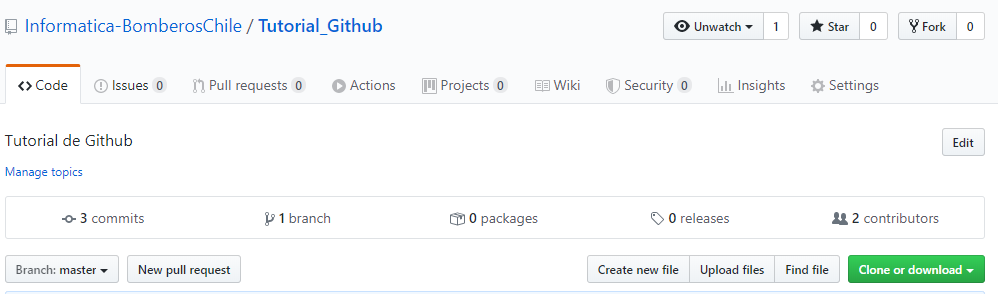 Informatica-BomberosChile / Tutorial_Github Unwatch 1 Star 0 Fork 0
Code Issues 0 Pull requests 0 Actions Projects 0 Wiki Security 0 Insights Settings
Tutorial de Github Edit
Manage topics
3 commits 1 branch 0 packages 0 releases 2 contributors
Branch: master New pull request Create new file Upload files Find file Clone or download